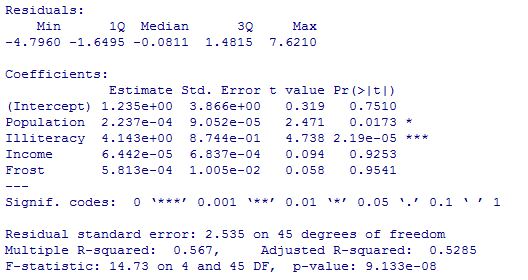 Residuals:
    Min      1Q  Median      3Q     Max
-4.7960 -1.6495 -0.0811  1.4815  7.6210
Coefficients:
             Estimate Std. Error t value Pr(>|t|)
(Intercept) 1.235e+00  3.866e+00   0.319   0.7510
Population  2.237e-04  9.052e-05   2.471   0.0173 *
Illiteracy  4.143e+00  8.744e-01   4.738 2.19e-05 ***
Income      6.442e-05  6.837e-04   0.094   0.9253
Frost       5.813e-04  1.005e-02   0.058   0.9541
---
Signif. codes:  0 ‘***’ 0.001 ‘**’ 0.01 ‘*’ 0.05 ‘.’ 0.1 ‘ ’ 1
Residual standard error: 2.535 on 45 degrees of freedom
Multiple R-squared:  0.567,     Adjusted R-squared:  0.5285
F-statistic: 14.73 on 4 and 45 DF,  p-value: 9.133e-08